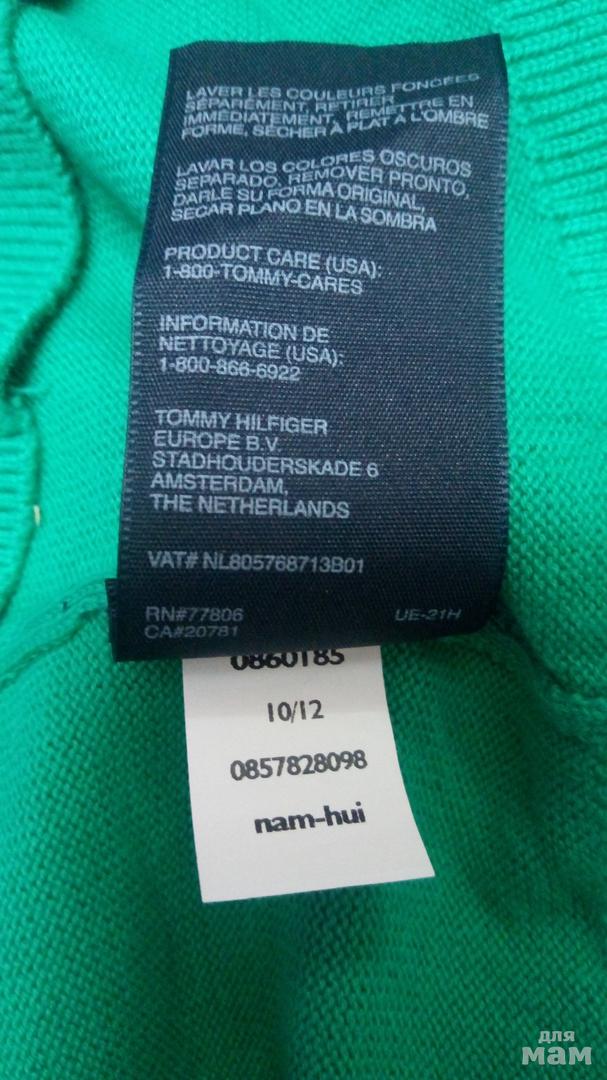 LAVER LES COULEURS FONCÉES
SÉPARÉMENT, RETIRER
IMMÉDIATEMENT, REMETTRE EN
FORME, SÉCHER À PLAT À L'OMBRE
LAVAR LOS COLORES OSCUROS
SEPARADO, REMOVER PRONTO,
DARLE SU FORMA ORIGINAL,
SECAR PLANO EN LA SOMBRA
PRODUCT CARE (USA):
1-800-TOMMY-CARES
INFORMATION DE
NETTOYAGE (USA):
1-800-866-6922
TOMMY HILFIGER
EUROPE B.V.
STADHOUDERSKADE 6
AMSTERDAM,
THE NETHERLANDS
VAT# NL805768713B01
RN#77806 UE-21H
CA#20781
0860185
10/12
0857828098
nam-hui
для
мам